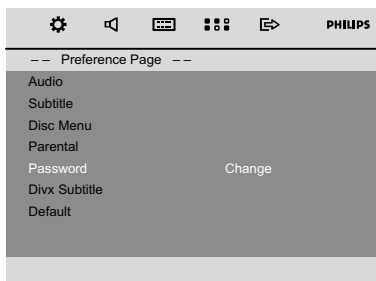 PHILIPS
-- Preference Page --
Audio
Subtitle
Disc Menu
Parental
Password Change
Divx Subtitle
Default